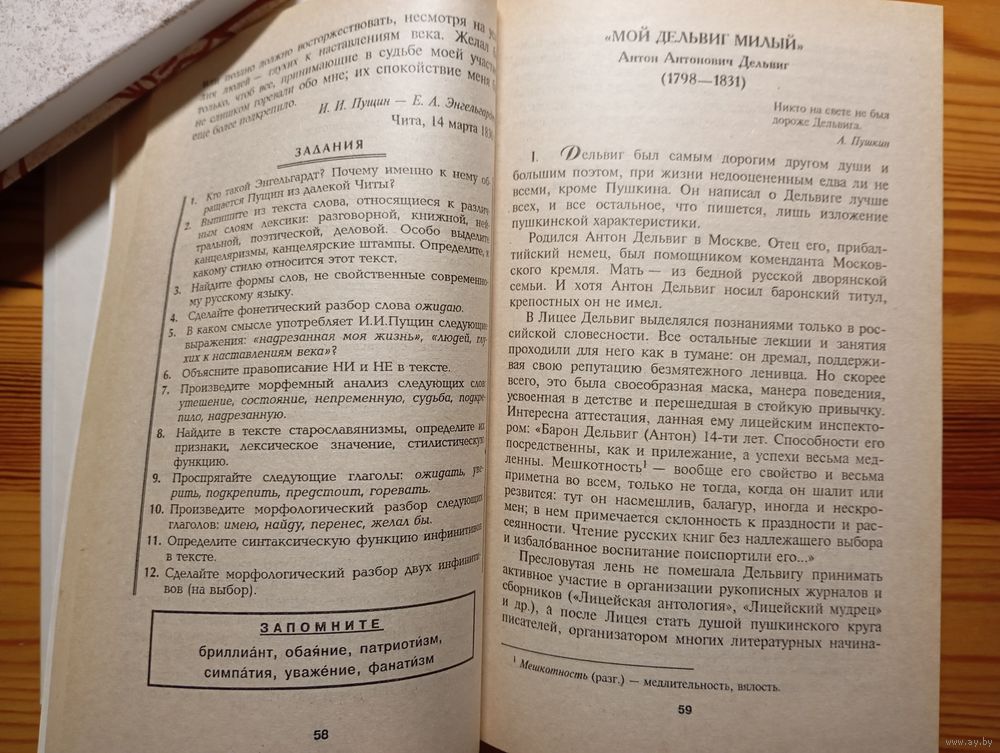 или поздно должно восторжествовать, несмотря на
лия людей — глухих к наставлениям века. Желал
только, чтоб все, принимающие в судьбе моей участие
не слишком горевали обо мне; их спокойствие меня
еще более подкрепило.
И. И. Пущин — Е. А. Энгельгард
Чита, 14 марта 183
ЗАДАНИЯ
1. Кто такой Энгельгардт? Почему именно к нему об
ращается Пущин из далекой Читы?
2. Выпишите из текста слова, относящиеся к различ
ным слоям лексики: разговорной, книжной, ней
тральной, поэтической, деловой. Особо выделите
канцеляризмы, канцелярские штампы. Определите, к
какому стилю относится этот текст.
3. Найдите формы слов, не свойственные современно-
му русскому языку.
4. Сделайте фонетический разбор слова ожидаю.
5. В каком смысле употребляет И.И.Пущин следующие
выражения: «надрезанная моя жизнь», «людей, глу-
хих к наставлениям века»?
6. Объясните правописание НИ и НЕ в тексте.
7. Произведите морфемный анализ следующих слов:
утешение, состояние, непременную, судьба, подкре-
пило, надрезанную.
8. Найдите в тексте старославянизмы, определите их
признаки, лексическое значение, стилистическую
функцию.
9. Проспрягайте следующие глаголы: ожидать, уве-
рить, подкрепить, предстоит, горевать.
10. Произведите морфологический разбор следующих
глаголов: имею, найду, перенес, желал бы.
11. Определите синтаксическую функцию инфинитивов
в тексте.
12. Сделайте морфологический разбор двух инфинити-
вов (на выбор).
ЗАПОМНИТЕ
бриллиа́нт, обая́ние, патриоти́зм,
симпа́тия, уваже́ние, фанати́зм
58
«МОЙ ДЕЛЬВИГ МИЛЫЙ»
Антон Антонович Дельвиг
(1798—1831)
Никто на свете не был
дороже Дельвига.
А. Пушкин
I. Дельвиг был самым дорогим другом души и
большим поэтом, при жизни недооцененным едва ли не
всеми, кроме Пушкина. Он написал о Дельвиге лучше
всех, и все остальное, что пишется, лишь изложение
пушкинской характеристики.
Родился Антон Дельвиг в Москве. Отец его, прибал-
тийский немец, был помощником коменданта Москов-
ского кремля. Мать — из бедной русской дворянской
семьи. И хотя Антон Дельвиг носил баронский титул,
крепостных он не имел.
В Лицее Дельвиг выделялся познаниями только в рос-
сийской словесности. Все остальные лекции и занятия
проходили для него как в тумане: он дремал, поддержи-
вая свою репутацию безмятежного ленивца. Но скорее
всего, это была своеобразная маска, манера поведения,
усвоенная в детстве и перешедшая в стойкую привычку.
Интересна аттестация, данная ему лицейским инспекто-
ром: «Барон Дельвиг (Антон) 14-ти лет. Способности его
посредственны, как и прилежание, а успехи весьма мед-
ленны. Мешкотность¹ — вообще его свойство и весьма
приметна во всем, только не тогда, когда он шалит или
резвится: тут он насмешлив, балагур, иногда и нескро-
мен; в нем примечается склонность к праздности и рас-
сеянности. Чтение русских книг без надлежащего выбора
и избало́ванное воспитание поиспортили его...»
Пресловутая лень не помешала Дельвигу принимать
активное участие в организации рукописных журналов и
сборников («Лицейская антология», «Лицейский мудрец»
и др.), а после Лицея стать душой пушкинского круга
писателей, организатором многих литературных начина-
¹ Мешкотность (разг.) — медлительность, вялость.
59
www.ay.by